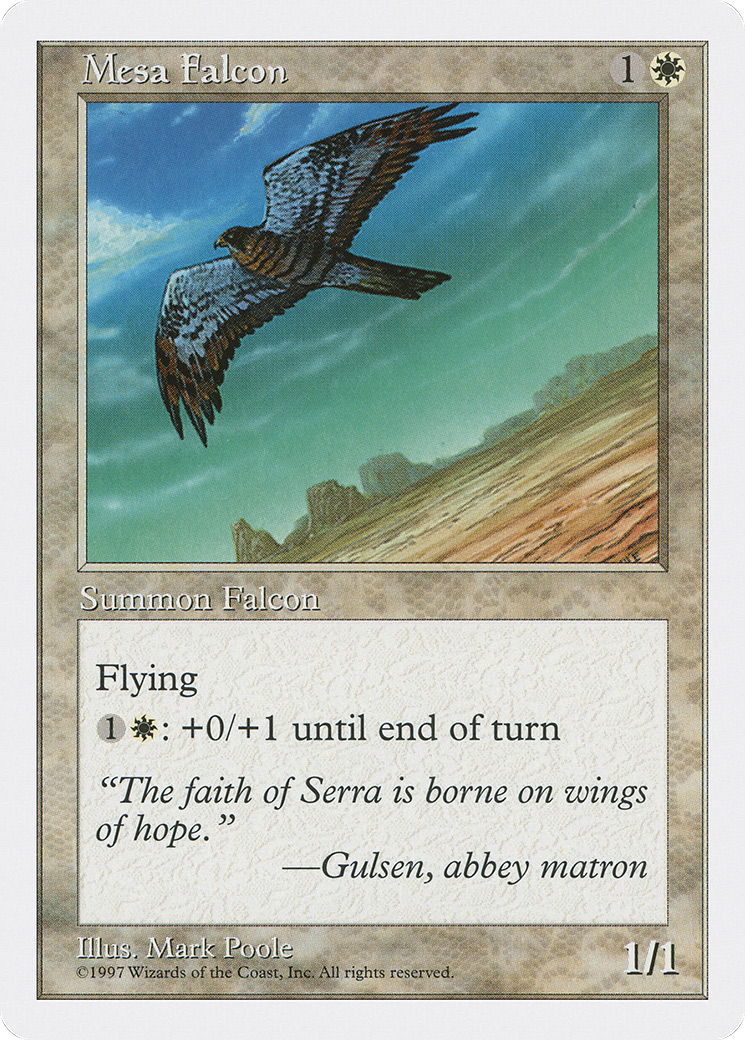 Mesa Falcon 1
Summon Falcon
Flying
1 : +0/+1 until end of turn
“The faith of Serra is borne on wings
of hope.”
—Gulsen, abbey matron
Illus. Mark Poole
©1997 Wizards of the Coast, Inc. All rights reserved.
1/1